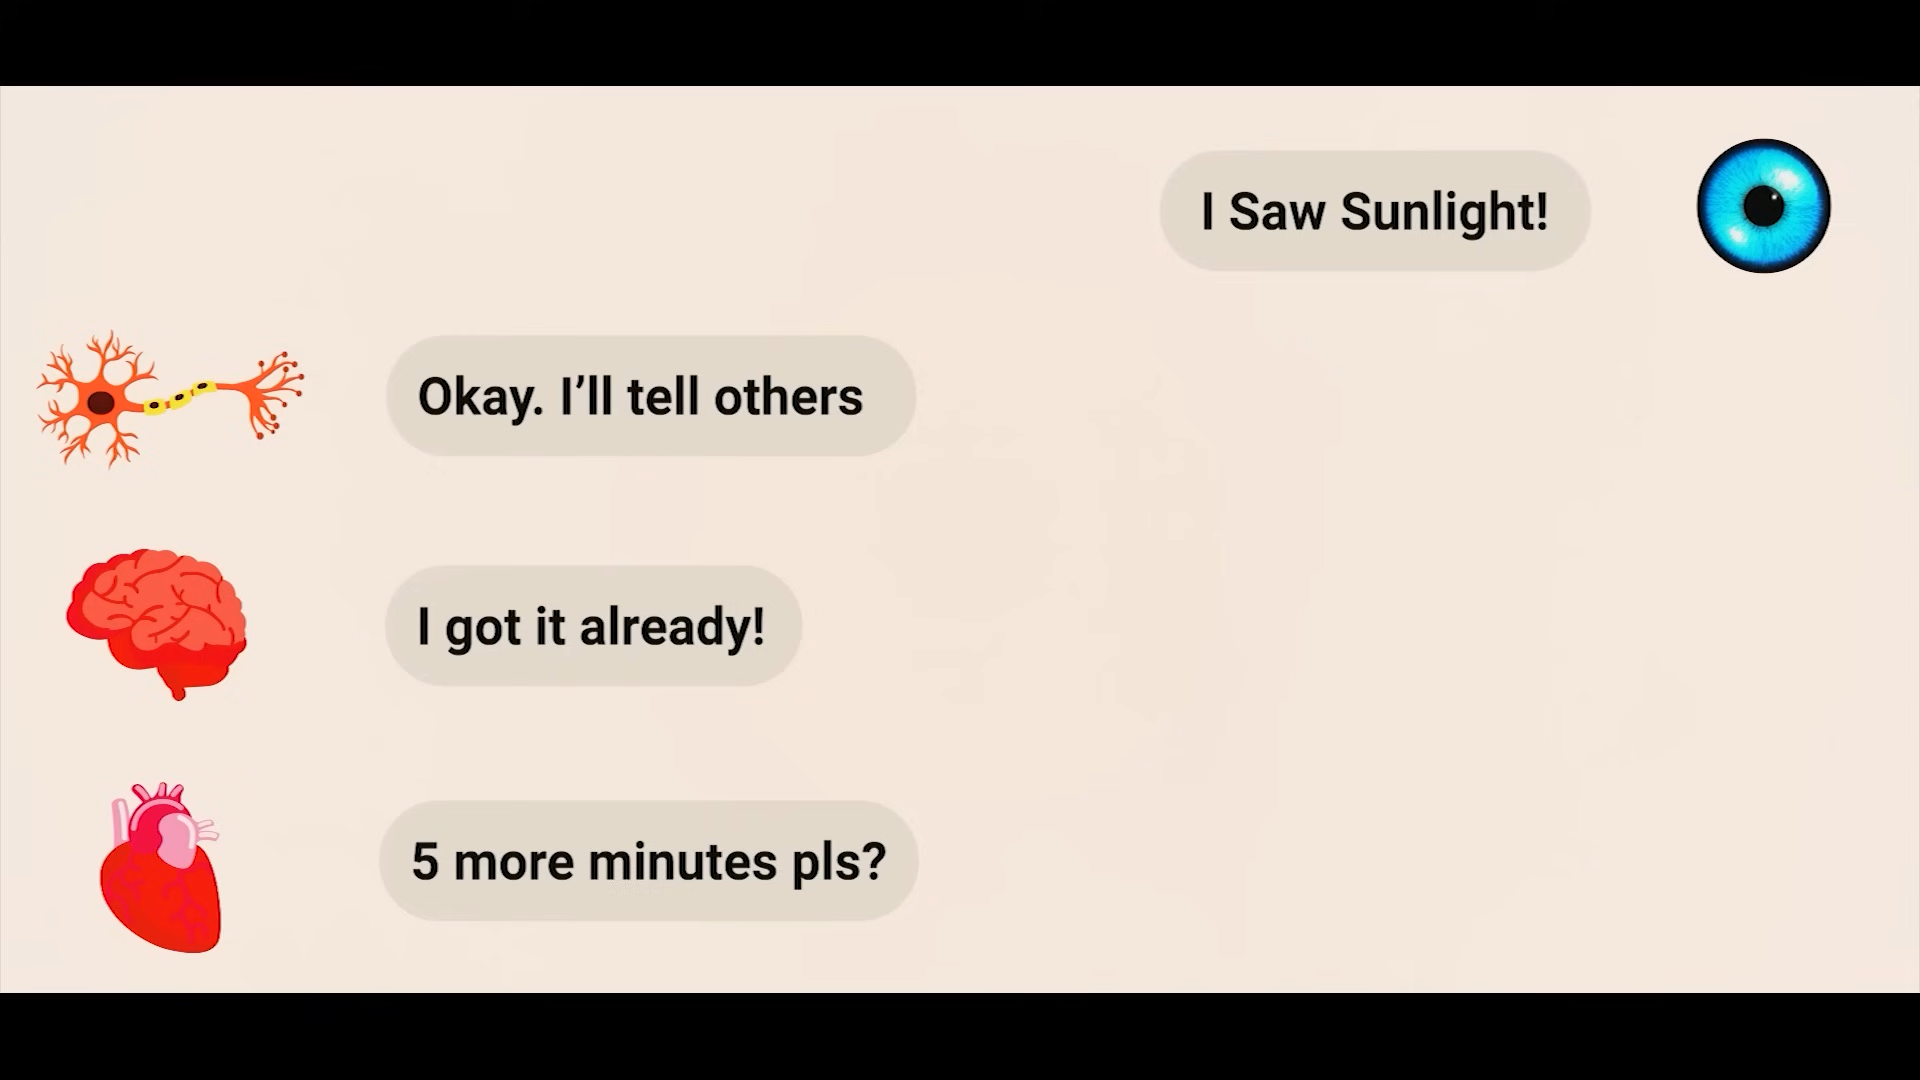 I Saw Sunlight!
Okay. I’ll tell others
I got it already!
5 more minutes pls?